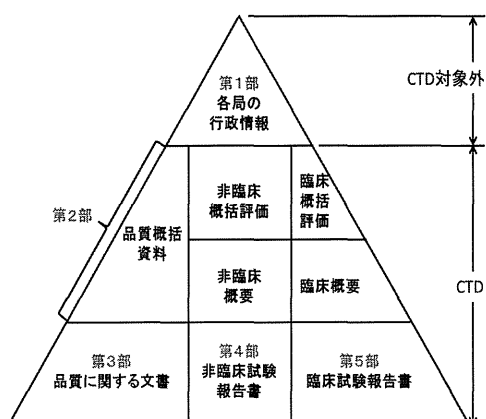 第1部
各局の
行政情報
CTD対象外
第2部
品質概括
資料
非臨床
概括評価
臨床
概括
評価
非臨床
概要
臨床概要
CTD
第3部
品質に関する文書
第4部
非臨床試験
報告書
第5部
臨床試験報告書